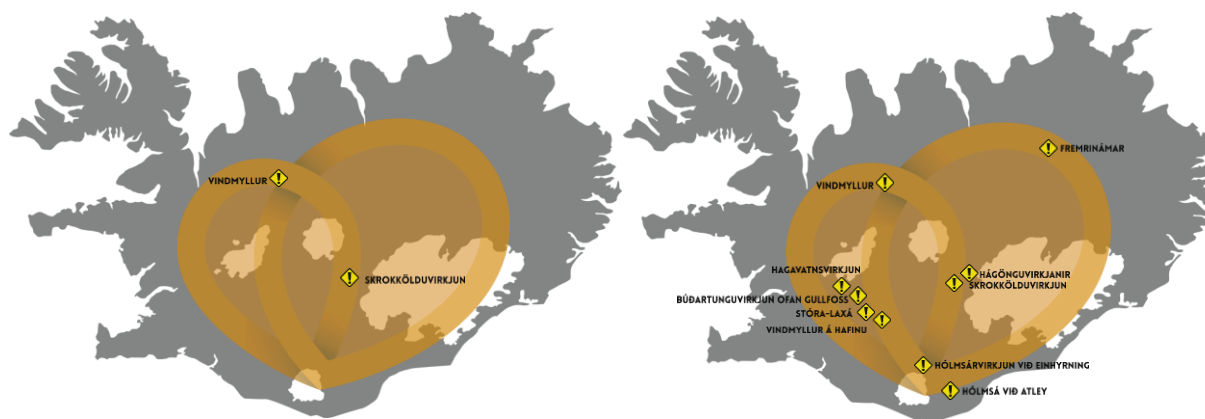 VINDMYLLUR
SKROKKÖLDUVIRKJUN
FREMRINÁMAR
VINDMYLLUR
HÁGÖNGUVIRKJANIR
SKROKKÖLDUVIRKJUN
HAGAVATNSVIRKJUN
BÚÐARTUNGUVIRKJUN OFAN GULLFOSS
STÓRA-LAXÁ
VINDMYLLUR Á HAFINU
HÓLMSÁRVIRKJUN VIÐ EINHYRNING
HÓLMSÁ VIÐ ATLEY